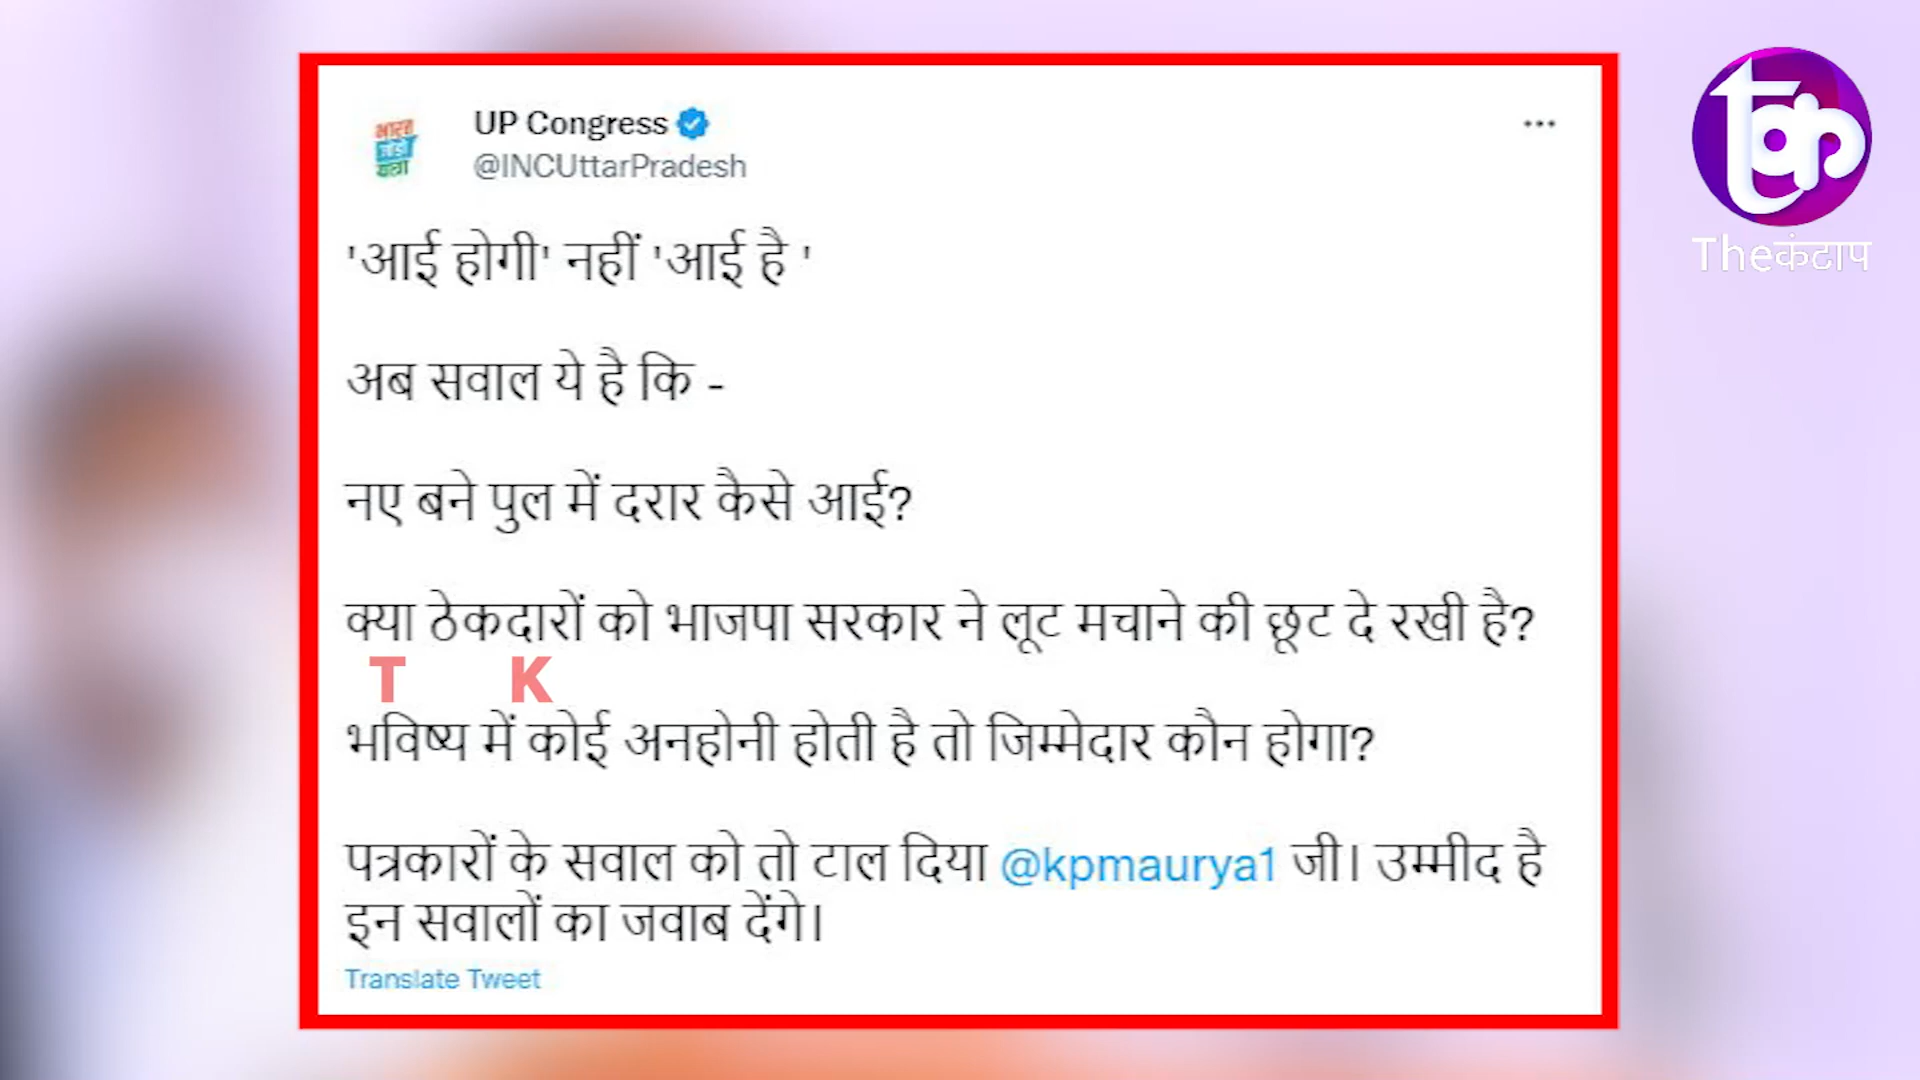 UP Congress
@INCUttarPradesh
'आई होगी' नहीं 'आई है '
अब सवाल ये है कि -
नए बने पुल में दरार कैसे आई?
क्या ठेकदारों को भाजपा सरकार ने लूट मचाने की छूट दे रखी है?
T K
भविष्य में कोई अनहोनी होती है तो जिम्मेदार कौन होगा?
पत्रकारों के सवाल को तो टाल दिया @kpmaurya1 जी। उम्मीद है
इन सवालों का जवाब देंगे।
Translate Tweet
भारत
जोड़ो
यात्रा
Theकंटाप